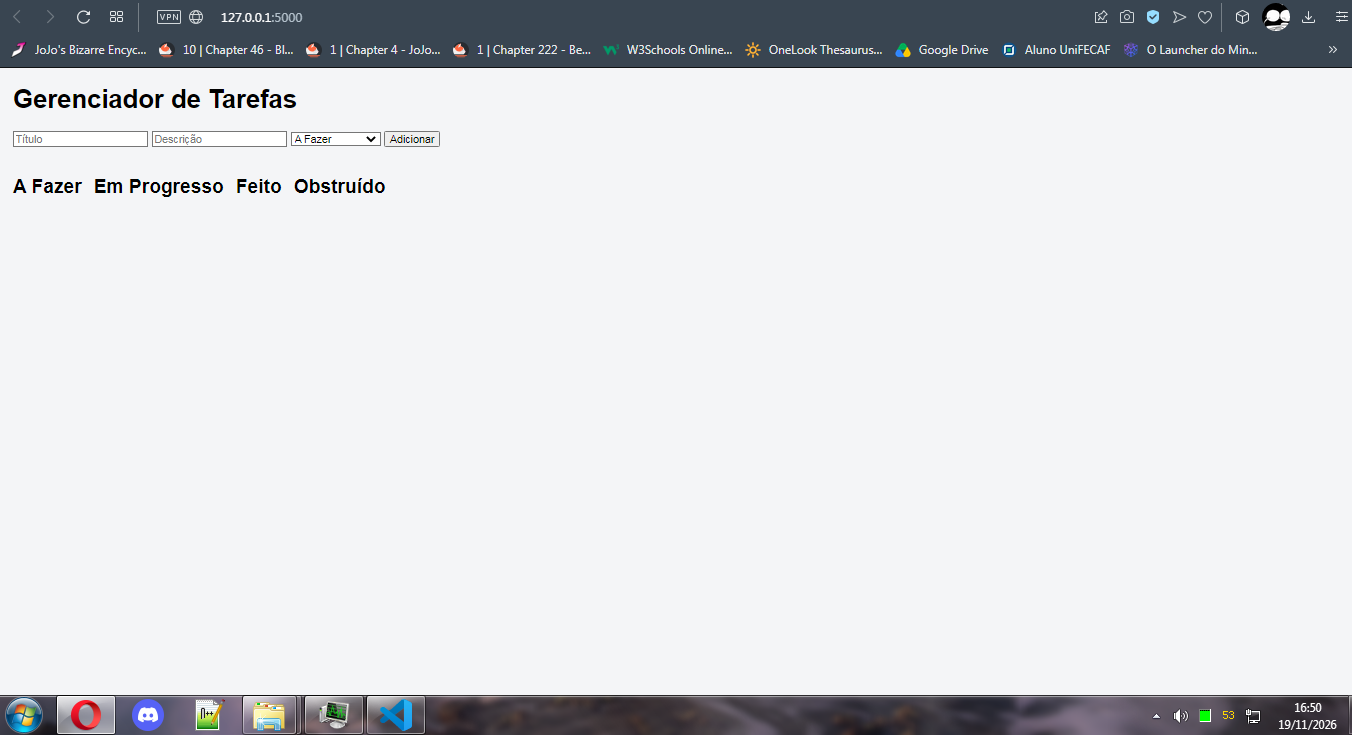 VPN 127.0.0.1:5000
JoJo's Bizarre Encyc... 10 | Chapter 46 - Bl... 1 | Chapter 4 - JoJo... 1 | Chapter 222 - Be... W3Schools Online... OneLook Thesaurus... Google Drive Aluno UniFECAF O Launcher do Min...
Gerenciador de Tarefas
Título Descrição A Fazer Adicionar
A Fazer Em Progresso Feito Obstruído
53 16:50
19/11/2026